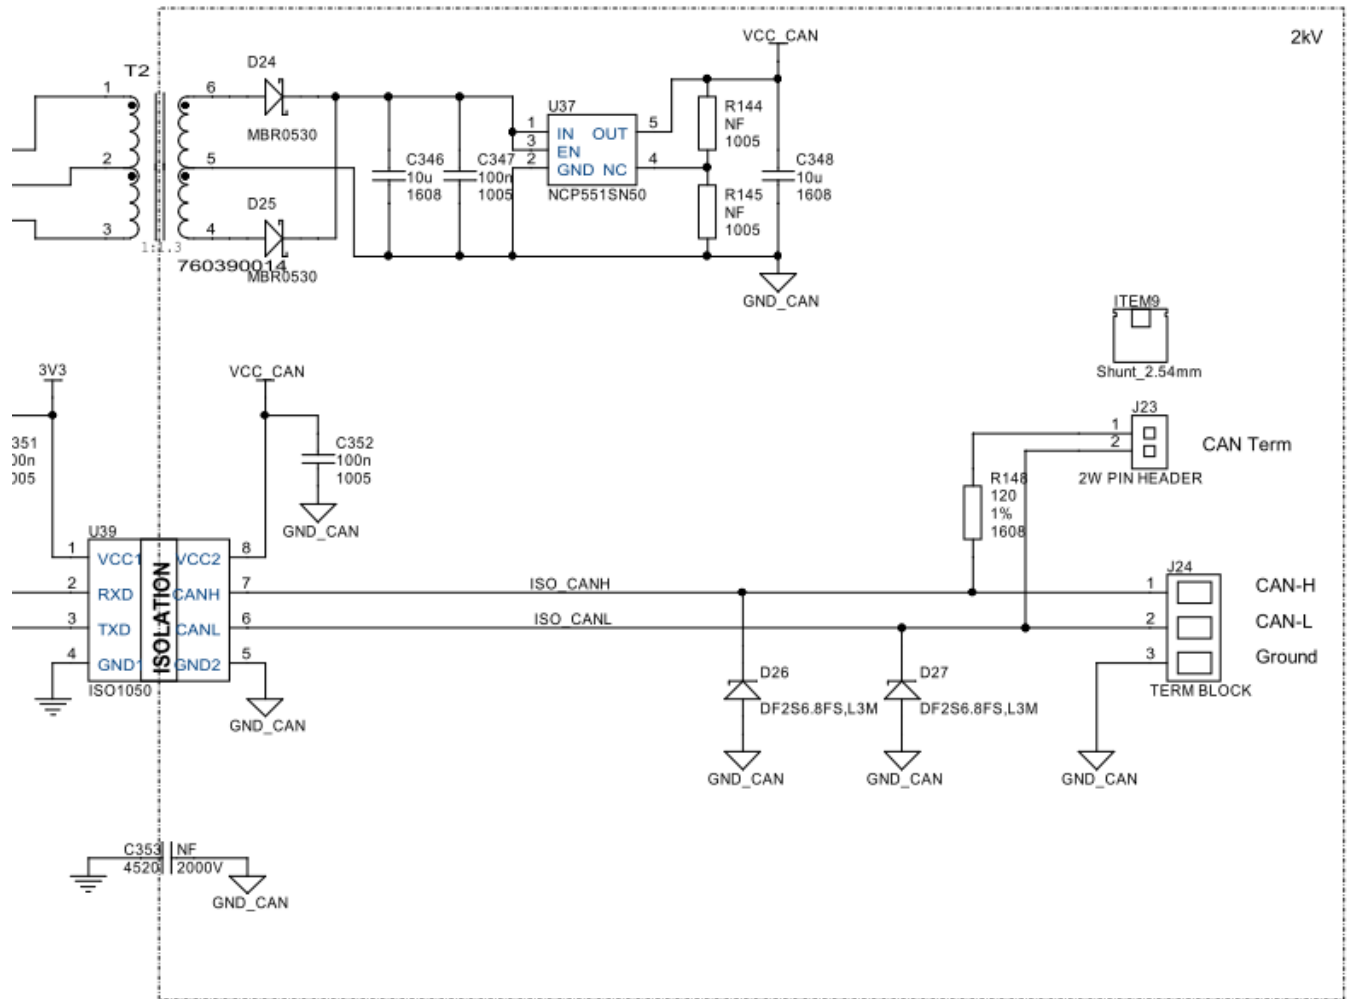 VCC_CAN
2kV
T2
D24
MBR0530
1
2
3
6
5
4
U37
1
3
2
IN OUT
EN
GND NC
5
4
NCP551SN50
R144
NF
1005
C346
10u
1608
C347
100n
1005
R145
NF
1005
C348
10u
1608
D25
MBR0530
1:1.3
760390014
GND_CAN
ITEM9
Shunt_2.54mm
3V3
VCC_CAN
J23
1
2
CAN Term
2W PIN HEADER
351
00n
005
C352
100n
1005
GND_CAN
R148
120
1%
1608
U39
1
2
3
4
VCC1
RXD
TXD
GND1
ISOLATION
VCC2
CANH
CANL
GND2
8
7
6
5
ISO1050
GND_CAN
ISO_CANH
ISO_CANL
J24
1
2
3
CAN-H
CAN-L
Ground
TERM BLOCK
D26
DF2S6.8FS,L3M
GND_CAN
D27
DF2S6.8FS,L3M
GND_CAN
GND_CAN
C353
4520
NF
2000V
GND_CAN